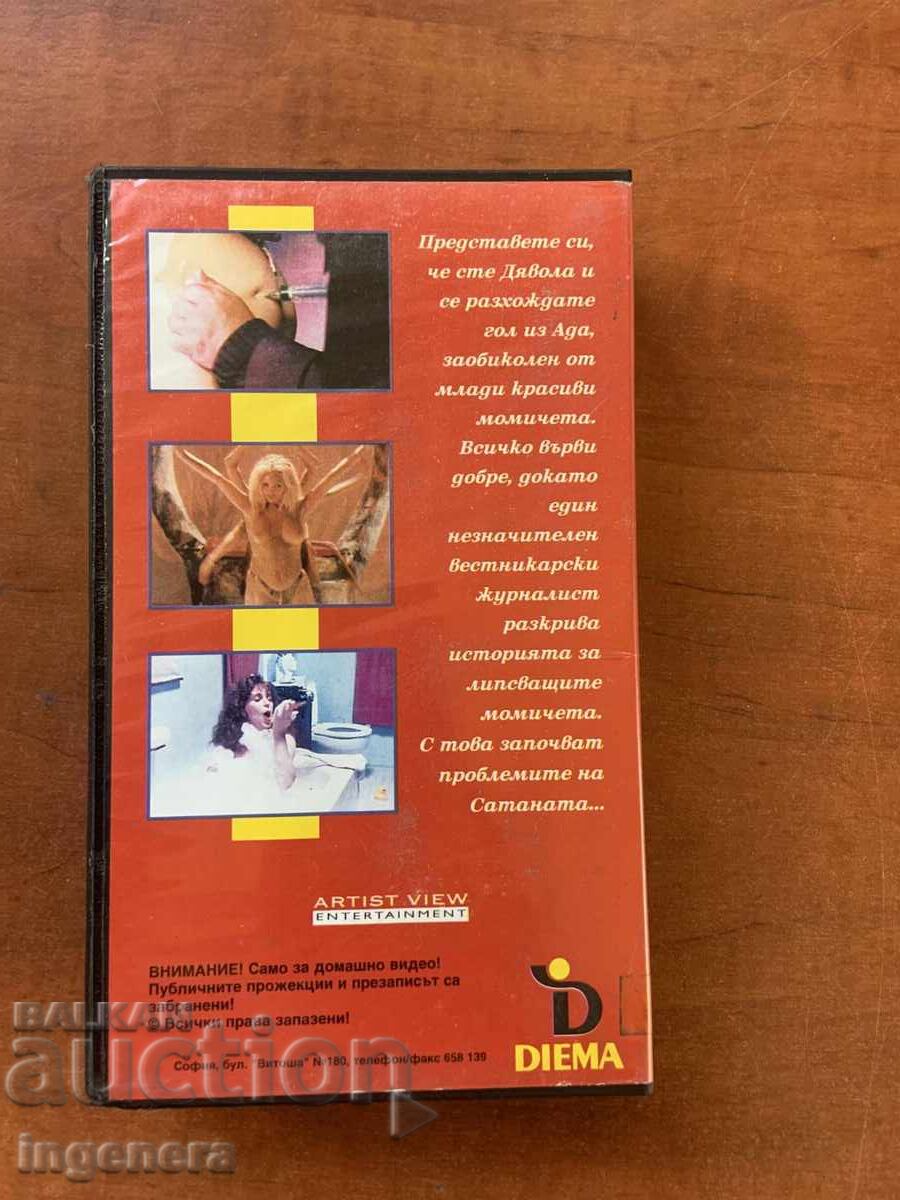 Представете си,
че сте Дявола и
се разхождате
гол из Ада,
заобиколен от
млади красиви
момичета.
Всичко върви
добре, докато
един
незначителен
вестникарски
журналист
разкрива
историята за
липсващите
момичета.
С това започват
проблемите на
Сатаната...
ARTIST VIEW
ENTERTAINMENT
ВНИМАНИЕ! Само за домашно видео!
Публичните прожекции и презаписът са
забранени!
© Всички права запазени!
София, бул. "Витоша" №180, телефон/факс 658 139
DIEMA
BALKAN
auction
ingenera